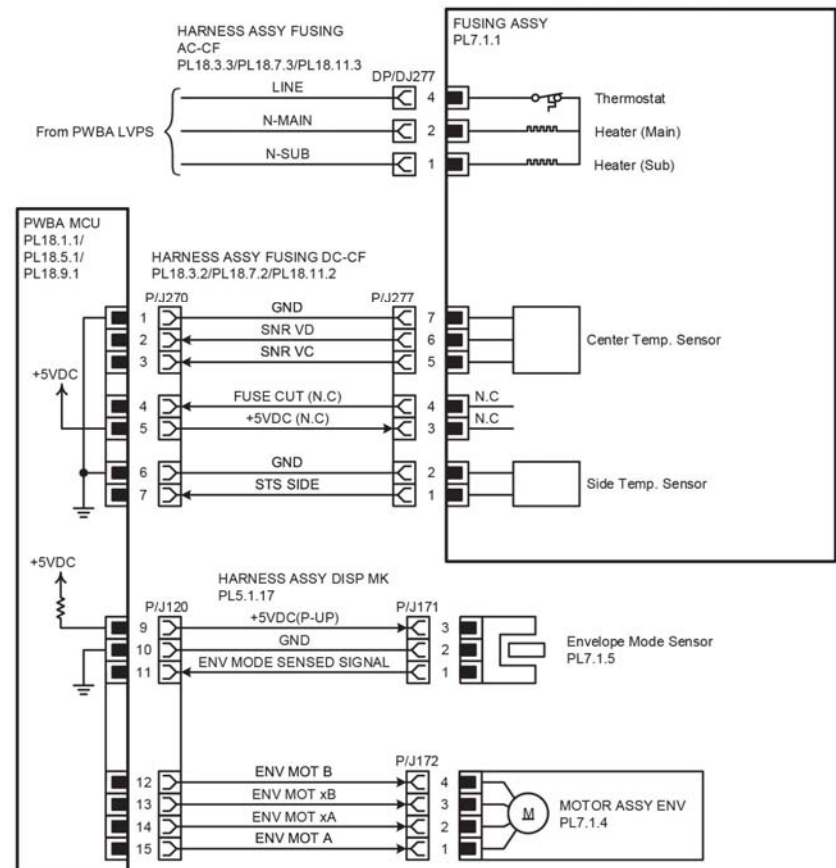 HARNESS ASSY FUSING
AC-CF
PL18.3.3/PL18.7.3/PL18.11.3
FUSING ASSY
PL7.1.1
DP/DJ277
LINE
4
Thermostat
From PWBA LVPS
N-MAIN
2
Heater (Main)
N-SUB
1
Heater (Sub)
PWBA MCU
PL18.1.1/
PL18.5.1/
PL18.9.1
HARNESS ASSY FUSING DC-CF
PL18.3.2/PL18.7.2/PL18.11.2
P/J270
P/J277
1
GND
7
2
SNR VD
6
Center Temp. Sensor
3
SNR VC
5
+5VDC
4
FUSE CUT (N.C)
4
N.C
5
+5VDC (N.C)
3
N.C
6
GND
2
Side Temp. Sensor
7
STS SIDE
1
+5VDC
HARNESS ASSY DISP MK
PL5.1.17
P/J120
P/J171
9
+5VDC(P-UP)
3
10
GND
2
Envelope Mode Sensor
PL7.1.5
11
ENV MODE SENSED SIGNAL
1
P/J172
12
ENV MOT B
4
13
ENV MOT xB
3
M
MOTOR ASSY ENV
PL7.1.4
14
ENV MOT xA
2
15
ENV MOT A
1